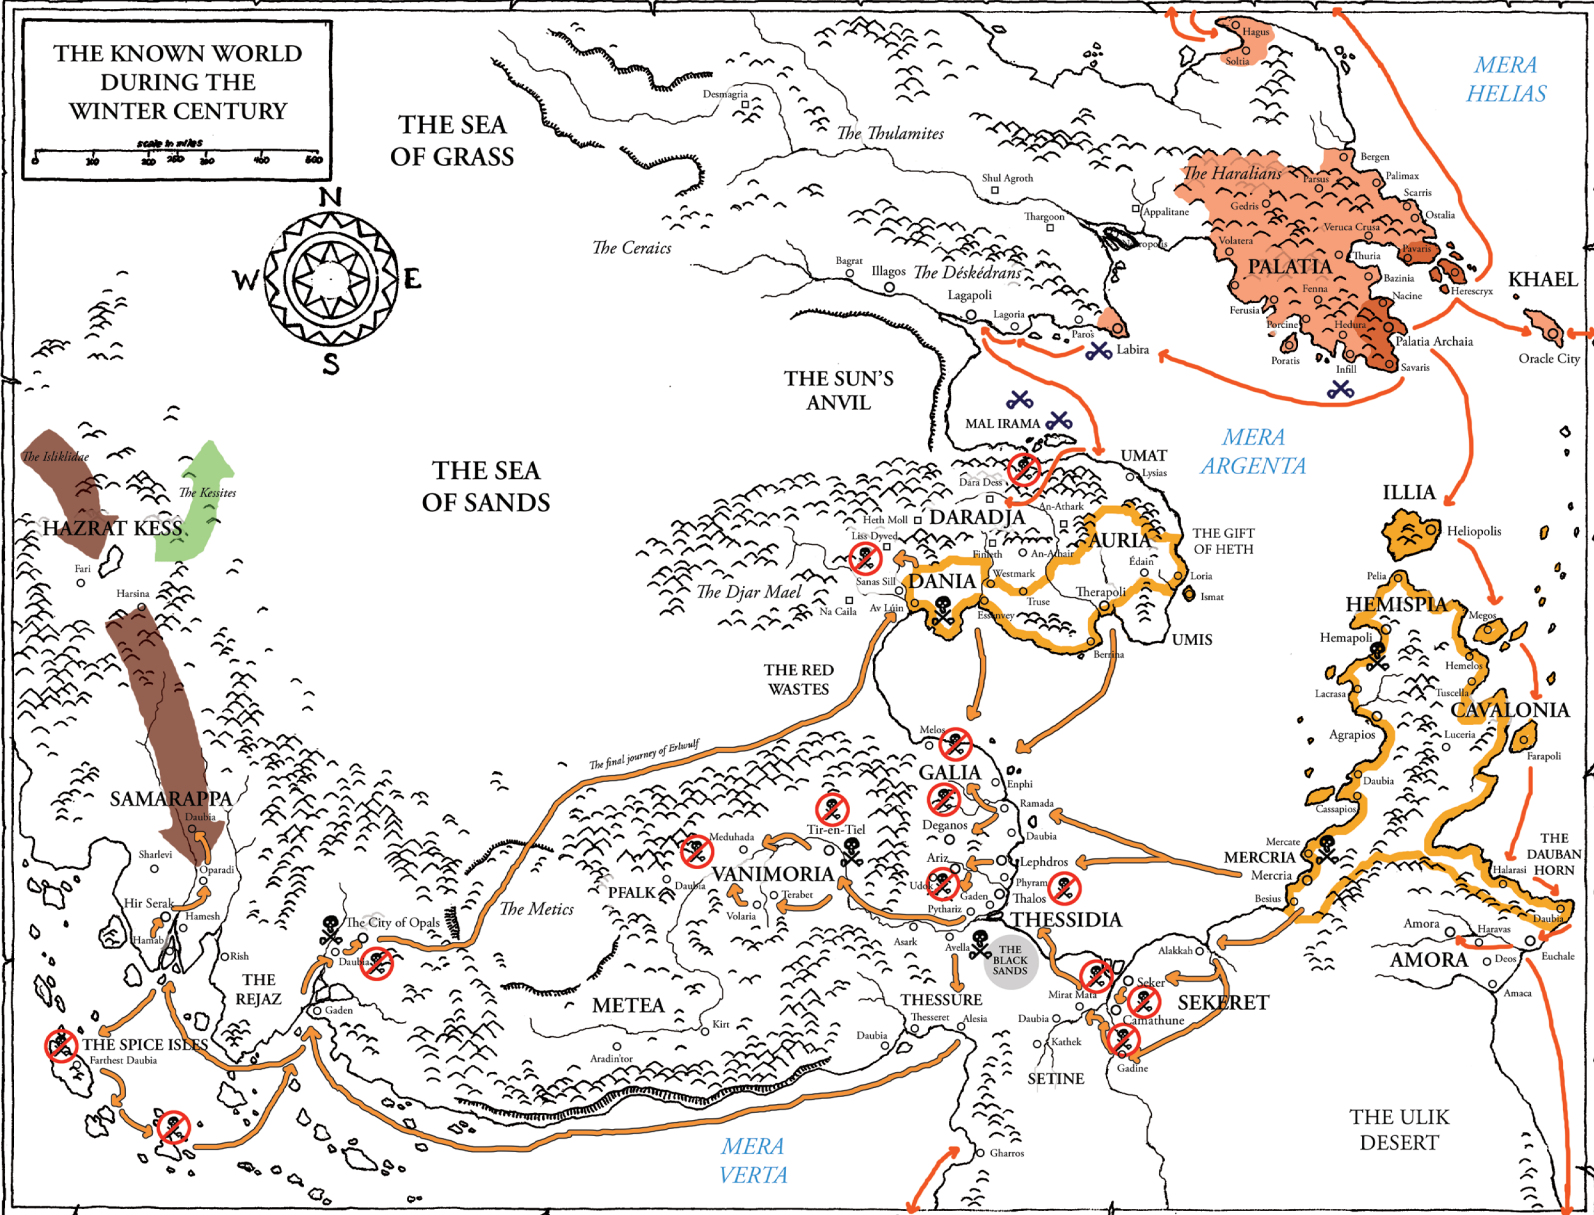 THE KNOWN WORLD
DURING THE
WINTER CENTURY
scale in miles
0 100 200 250 300 400 500
N
W E
S
THE SEA
OF GRASS
Desmagria
The Thulamites
Hagus
Soltia
MERA
HELIAS
Shul Agroth
Thargoon
Appalitane
The Haralians
Bergen
Parsus
Palimax
Scarris
Gedris
Ostalia
Veruca Crusa
Volatera
Pavaris
Thuria
PALATIA
Bazinia
Herescryx
Fenna
Nacine
Ferusia
Porcine
Hedura
Palatia Archaia
Poratis
Infill
Savaris
KHAEL
Oracle City
The Ceraics
Bagrat
Illagos
The Déskédrans
Lagapoli
Lagoria
Paros
Labira
THE SUN'S
ANVIL
MAL IRAMA
MERA
ARGENTA
The Isliklidae
The Kessites
HAZRAT KESS
Fari
Harsina
THE SEA
OF SANDS
UMAT
Lysias
Dara Dess
An-Athark
Heth Moll
DARADJA
Liss Dyved
Finleth
An-Athair
AURIA
THE GIFT
OF HETH
Édain
Sanas Sill
DANIA
Westmark
Loria
The Djar Mael
Na Caila
Av Lúin
Truse
Therapoli
Ismat
Essenvey
Berrina
UMIS
ILLIA
Heliopolis
Pelia
HEMISPIA
Megos
Hemapoli
Hemelos
Lacrasa
Tuscella
CAVALONIA
Agrapios
Luceria
Farapoli
Daubia
Cassapios
THE RED
WASTES
The final journey of Erlwulf
Melos
GALIA
Enphi
Ramada
Deganos
Daubia
Tir-en-Tiel
Meduhada
Ariz
Lephdros
VANIMORIA
PFALK
Daubia
Terabet
Volaria
Phyram
Gaden
Thalos
Pythariz
THESSIDIA
Mercate
MERCRIA
Mercria
Besius
THE
DAUBAN
HORN
Halarasi
Daubia
SAMARAPPA
Daubia
Sharlevi
Oparadi
Hir Serak
Hamesh
Hamab
The City of Opals
Daubia
Rish
THE
REJAZ
Gaden
The Metics
METEA
Kirt
Aradin'tor
Asark
Avella
THE
BLACK
SANDS
Alakkah
Amora
Haravas
AMORA
Deos
Euchale
Amaca
THESSURE
Thesseret
Alesia
Daubia
Mirat Mata
Seker
SEKERET
Daubia
Camathune
Kathek
Gadine
SETINE
THE SPICE ISLES
Farthest Daubia
THE ULIK
DESERT
MERA
VERTA
Gharros